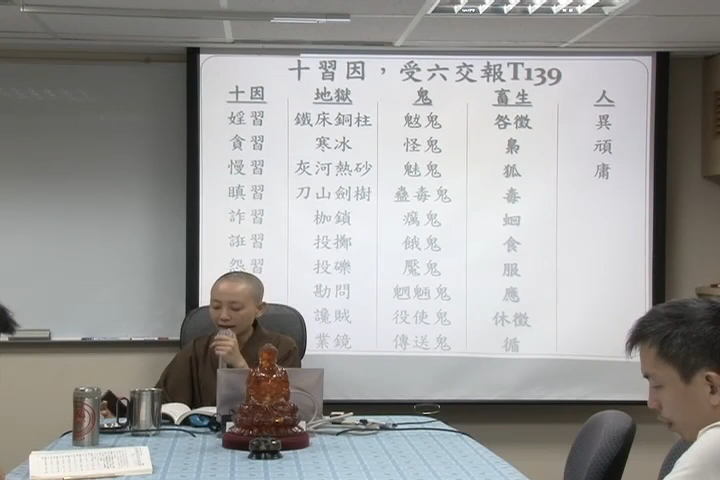 十習因，受六交報T139
十因 地獄 鬼 畜生 人
婬習 鐵床銅柱 魃鬼 咎徵 異
貪習 寒冰 怪鬼 梟 頑
慢習 灰河熱砂 魅鬼 狐 庸
瞋習 刀山劍樹 蠱毒鬼 毒
詐習 枷鎖 癘鬼 蛔
誑習 投擲 餓鬼 食
怨習 投礫 魘鬼 服
勘問 魍魎鬼 應
讒賊 役使鬼 休徵
業鏡 傳送鬼 循